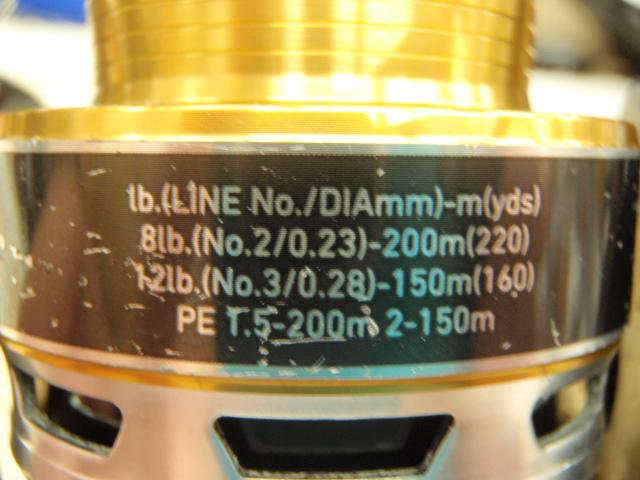 lb.(LINE No./DIAmm)-m(yds)
8lb.(No.2/0.23)-200m(220)
12lb.(No.3/0.28)-150m(160)
PE 1.5-200m 2-150m